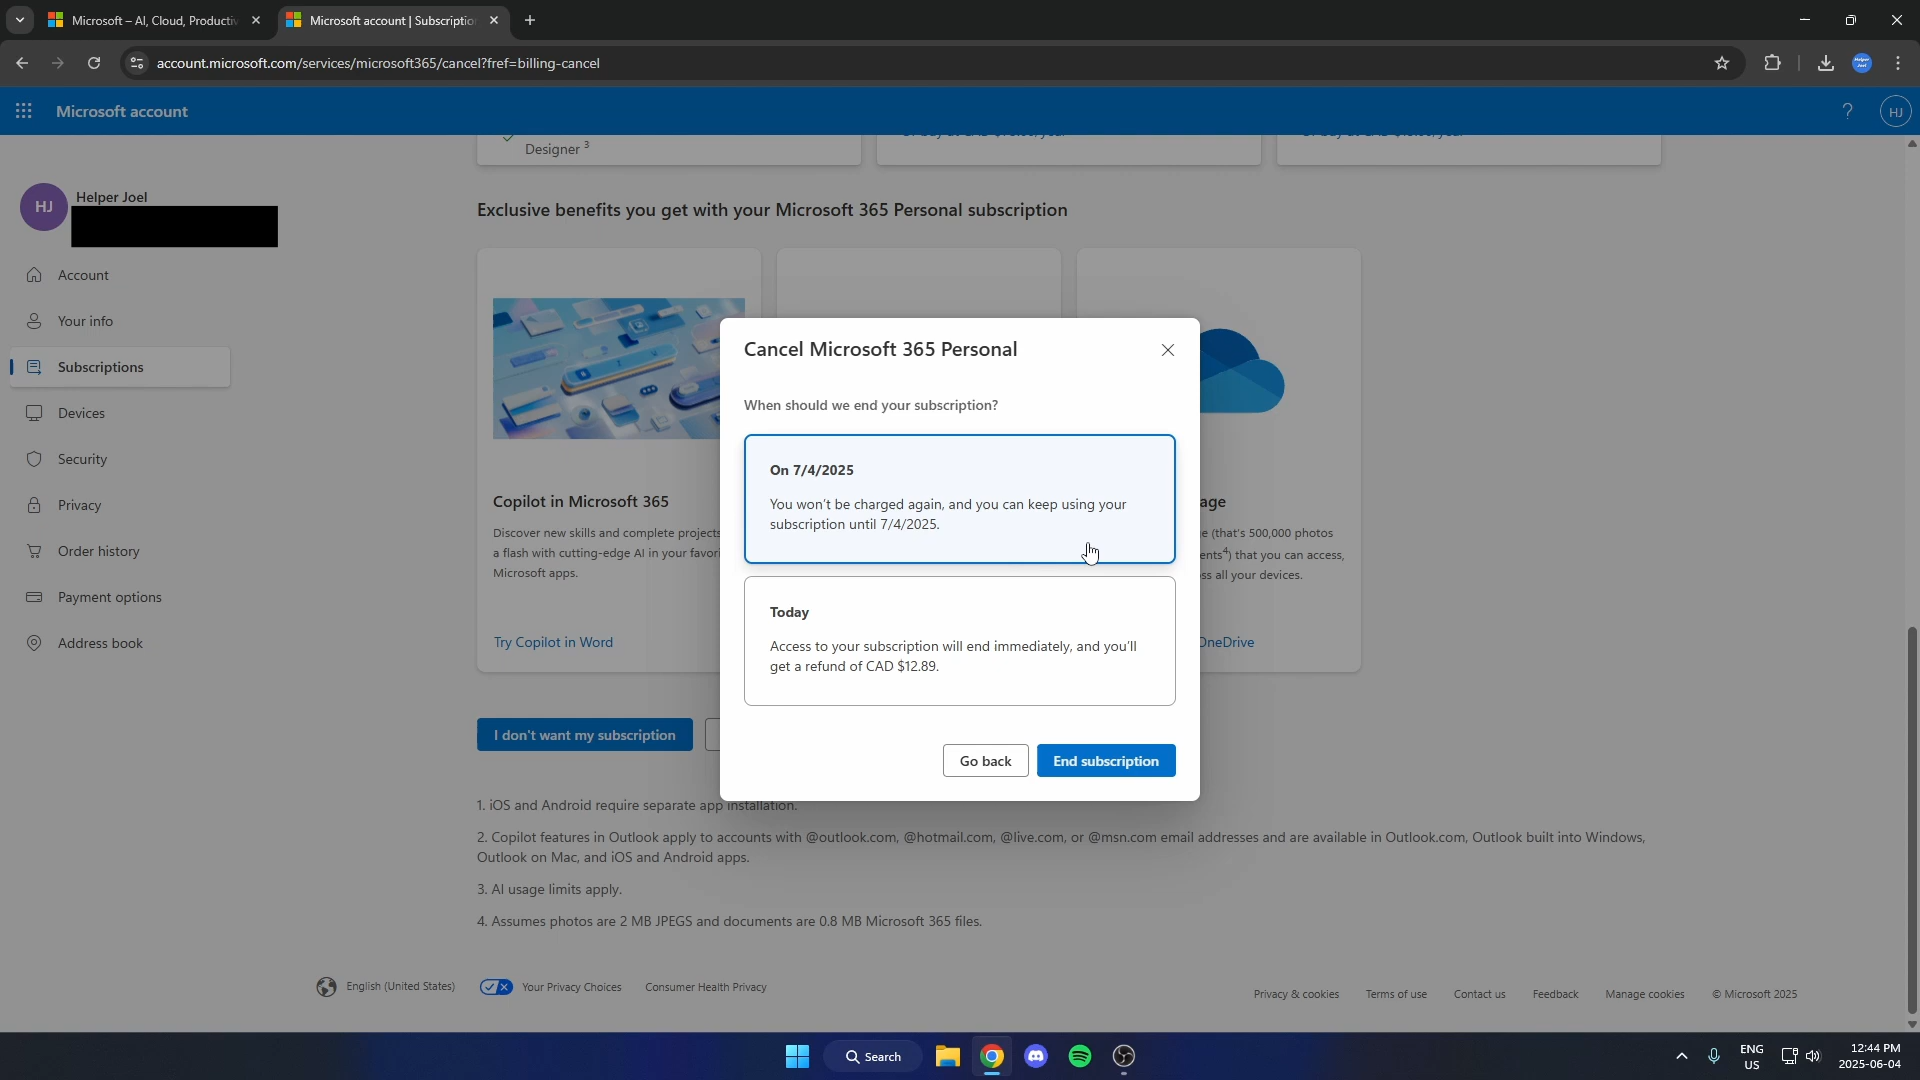 Microsoft – AI, Cloud, Productiv
Microsoft account | Subscriptio
account.microsoft.com/services/microsoft365/cancel?fref=billing-cancel
Microsoft account
?
HJ
Designer 3
HJ
Helper Joel
Account
Your info
Subscriptions
Devices
Security
Privacy
Order history
Payment options
Address book
Exclusive benefits you get with your Microsoft 365 Personal subscription
Copilot in Microsoft 365
Discover new skills and complete projects
a flash with cutting-edge AI in your favori
Microsoft apps.
Try Copilot in Word
age
e (that's 500,000 photos
ents4) that you can access,
ss all your devices.
OneDrive
Cancel Microsoft 365 Personal
When should we end your subscription?
On 7/4/2025
You won't be charged again, and you can keep using your
subscription until 7/4/2025.
Today
Access to your subscription will end immediately, and you'll
get a refund of CAD $12.89.
Go back
End subscription
I don't want my subscription
1. iOS and Android require separate app installation.
2. Copilot features in Outlook apply to accounts with @outlook.com, @hotmail.com, @live.com, or @msn.com email addresses and are available in Outlook.com, Outlook built into Windows,
Outlook on Mac, and iOS and Android apps.
3. AI usage limits apply.
4. Assumes photos are 2 MB JPEGS and documents are 0.8 MB Microsoft 365 files.
English (United States)
Your Privacy Choices
Consumer Health Privacy
Privacy & cookies
Terms of use
Contact us
Feedback
Manage cookies
© Microsoft 2025
Search
ENG
US
12:44 PM
2025-06-04